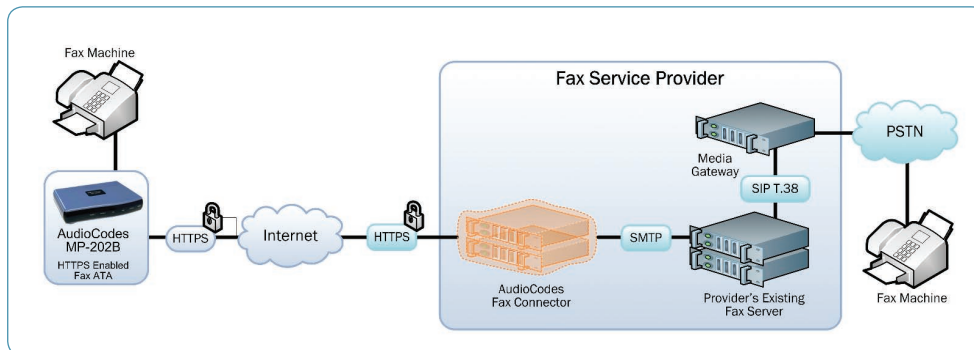 Fax Machine
AudioCodes
MP-202B
HTTPS Enabled
Fax ATA
HTTPS
Internet
HTTPS
Fax Service Provider
AudioCodes
Fax Connector
SMTP
Media
Gateway
SIP T.38
Provider's Existing
Fax Server
PSTN
Fax Machine